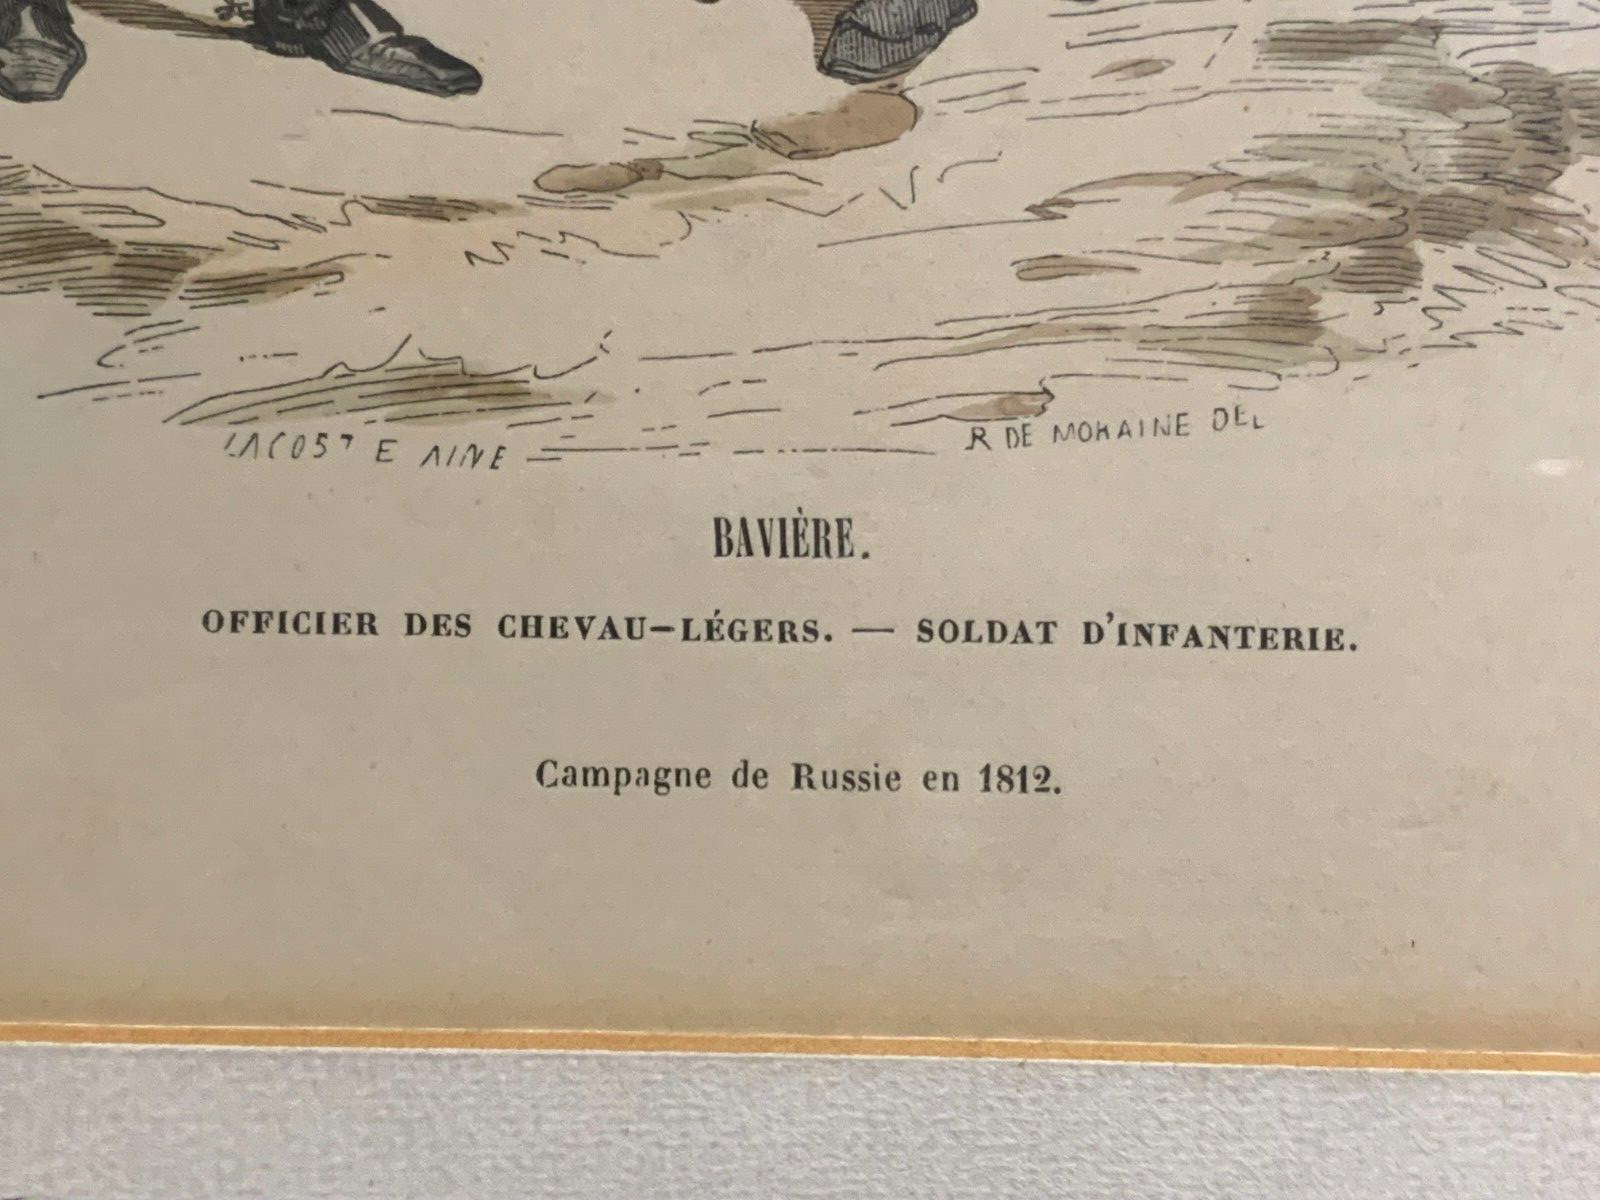 LACOSTE AINE
R DE MORAINE DEL
BAVIÈRE.
OFFICIER DES CHEVAU-LÉGERS. — SOLDAT D'INFANTERIE.
Campagne de Russie en 1812.